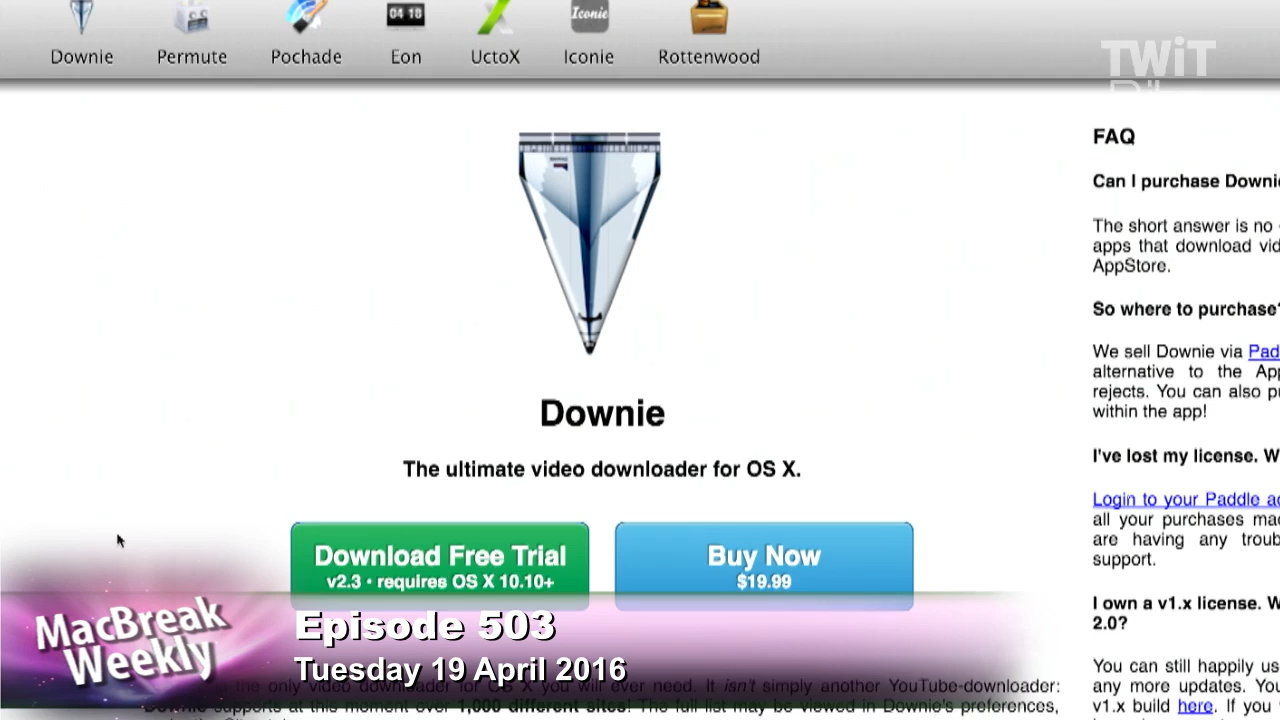 Downie
Permute
Pochade
04 18
Eon
UctoX
Iconie
Iconie
Rottenwood
TWiT
Downie
The ultimate video downloader for OS X.
Download Free Trial
v2.3 • requires OS X 10.10+
Buy Now
$19.99
FAQ
Can I purchase Downie
The short answer is no
apps that download vid
AppStore.
So where to purchase?
We sell Downie via Pad
alternative to the App
rejects. You can also pu
within the app!
I've lost my license. W
Login to your Paddle ac
all your purchases ma
are having any troub
support.
I own a v1.x license. W
2.0?
You can still happily us
any more updates. You
v1.x build here. If you
MacBreak
Weekly
Episode 503
Tuesday 19 April 2016
the only video downloader for OS X you will ever need. It isn't simply another YouTube-downloader:
Downie supports at this moment over 1,000 different sites! The full list may be viewed in Downie's preferences,